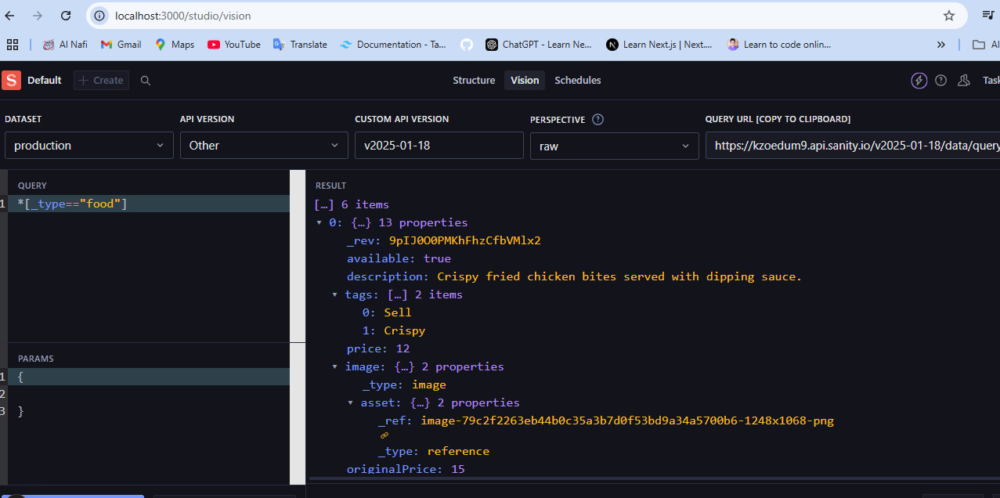 localhost:3000/studio/vision
Al Nafi Gmail Maps YouTube Translate Documentation - Ta... ChatGPT - Learn Ne... Learn Next.js | Next.... Learn to code onlin... »
S Default + Create Structure Vision Schedules Task
DATASET API VERSION CUSTOM API VERSION PERSPECTIVE QUERY URL [COPY TO CLIPBOARD]
production Other v2025-01-18 raw https://kzoedum9.api.sanity.io/v2025-01-18/data/query
QUERY
1 *[_type=="food"]
PARAMS
1 {
2
3 }
RESULT
[…] 6 items
0: {…} 13 properties
_rev: 9pIJ0O0PMKhFhzCfbVMlx2
available: true
description: Crispy fried chicken bites served with dipping sauce.
tags: […] 2 items
0: Sell
1: Crispy
price: 12
image: {…} 2 properties
_type: image
asset: {…} 2 properties
_ref: image-79c2f2263eb44b0c35a3b7d0f53bd9a34a5700b6-1248x1068-png
_type: reference
originalPrice: 15